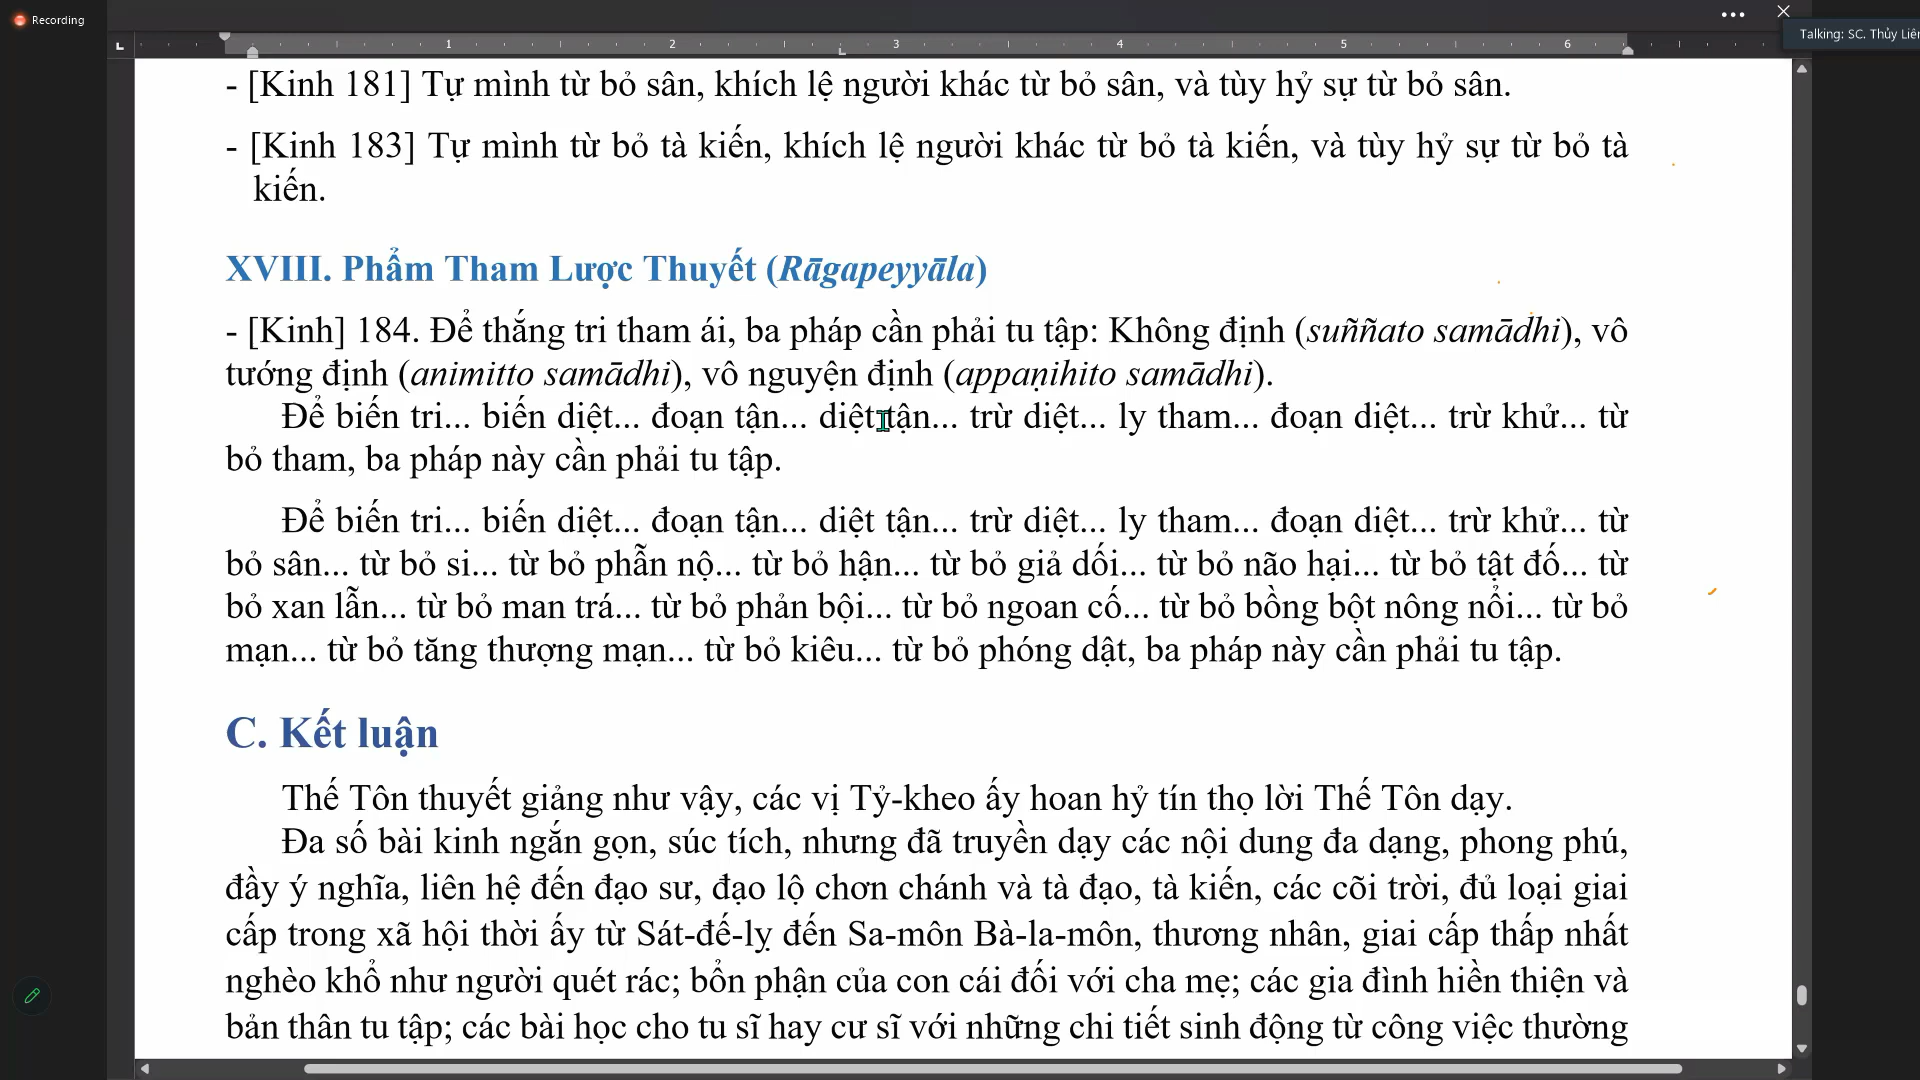 Recording
Talking: SC. Thủy Liê
1 2 3 4 5 6
- [Kinh 181] Tự mình từ bỏ sân, khích lệ người khác từ bỏ sân, và tùy hỷ sự từ bỏ sân.
- [Kinh 183] Tự mình từ bỏ tà kiến, khích lệ người khác từ bỏ tà kiến, và tùy hỷ sự từ bỏ tà
kiến.
XVIII. Phẩm Tham Lược Thuyết (Rāgapeyyāla)
- [Kinh] 184. Để thắng tri tham ái, ba pháp cần phải tu tập: Không định (suññato samādhi), vô
tướng định (animitto samādhi), vô nguyện định (appaṇihito samādhi).
Để biến tri... biến diệt... đoạn tận... diệt tận... trừ diệt... ly tham... đoạn diệt... trừ khử... từ
bỏ tham, ba pháp này cần phải tu tập.
Để biến tri... biến diệt... đoạn tận... diệt tận... trừ diệt... ly tham... đoạn diệt... trừ khử... từ
bỏ sân... từ bỏ si... từ bỏ phẫn nộ... từ bỏ hận... từ bỏ giả dối... từ bỏ não hại... từ bỏ tật đố... từ
bỏ xan lẫn... từ bỏ man trá... từ bỏ phản bội... từ bỏ ngoan cố... từ bỏ bồng bột nông nổi... từ bỏ
mạn... từ bỏ tăng thượng mạn... từ bỏ kiêu... từ bỏ phóng dật, ba pháp này cần phải tu tập.
C. Kết luận
Thế Tôn thuyết giảng như vậy, các vị Tỷ-kheo ấy hoan hỷ tín thọ lời Thế Tôn dạy.
Đa số bài kinh ngắn gọn, súc tích, nhưng đã truyền dạy các nội dung đa dạng, phong phú,
đầy ý nghĩa, liên hệ đến đạo sư, đạo lộ chơn chánh và tà đạo, tà kiến, các cõi trời, đủ loại giai
cấp trong xã hội thời ấy từ Sát-đế-lỵ đến Sa-môn Bà-la-môn, thương nhân, giai cấp thấp nhất
nghèo khổ như người quét rác; bổn phận của con cái đối với cha mẹ; các gia đình hiền thiện và
bản thân tu tập; các bài học cho tu sĩ hay cư sĩ với những chi tiết sinh động từ công việc thường